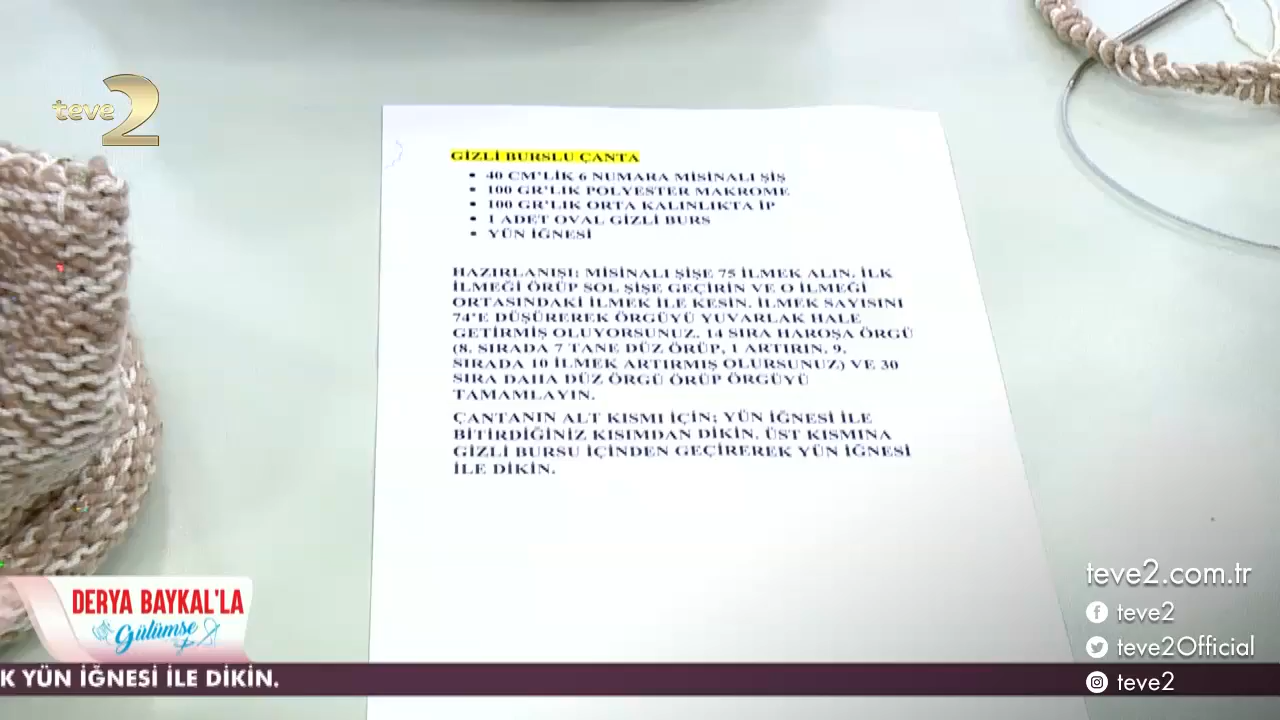 teve2
GİZLİ BURSLU ÇANTA
• 40 CM'LİK 6 NUMARA MİSİNALI ŞİŞ
• 100 GR'LIK POLYESTER MAKROME
• 100 GR'LIK ORTA KALINLIKTA İP
• 1 ADET OVAL GİZLİ BURS
• YÜN İĞNESİ
HAZIRLANIŞI; MİSİNALI ŞİŞE 75 İLMEK ALIN. İLK
İLMEĞİ ÖRÜP SOL ŞİŞE GEÇİRİN VE O İLMEĞİ
ORTASINDAKİ İLMEK İLE KESİN. İLMEK SAYISINI
74'E DÜŞÜREREK ÖRGÜYÜ YUVARLAK HALE
GETİRMİŞ OLUYORSUNUZ. 14 SIRA HAROŞA ÖRGÜ
(8. SIRADA 7 TANE DÜZ ÖRÜP, 1 ARTIRIN. 9.
SIRADA 10 İLMEK ARTIRMIŞ OLURSUNUZ) VE 30
SIRA DAHA DÜZ ÖRGÜ ÖRÜP ÖRGÜYÜ
TAMAMLAYIN.
ÇANTANIN ALT KISMI İÇİN; YÜN İĞNESİ İLE
BİTİRDİĞİNİZ KISIMDAN DİKİN. ÜST KISMINA
GİZLİ BURSU İÇİNDEN GEÇİREREK YÜN İĞNESİ
İLE DİKİN.
DERYA BAYKAL'LA
Gülümse
teve2.com.tr
teve2
teve2Official
teve2
K YÜN İĞNESİ İLE DİKİN.